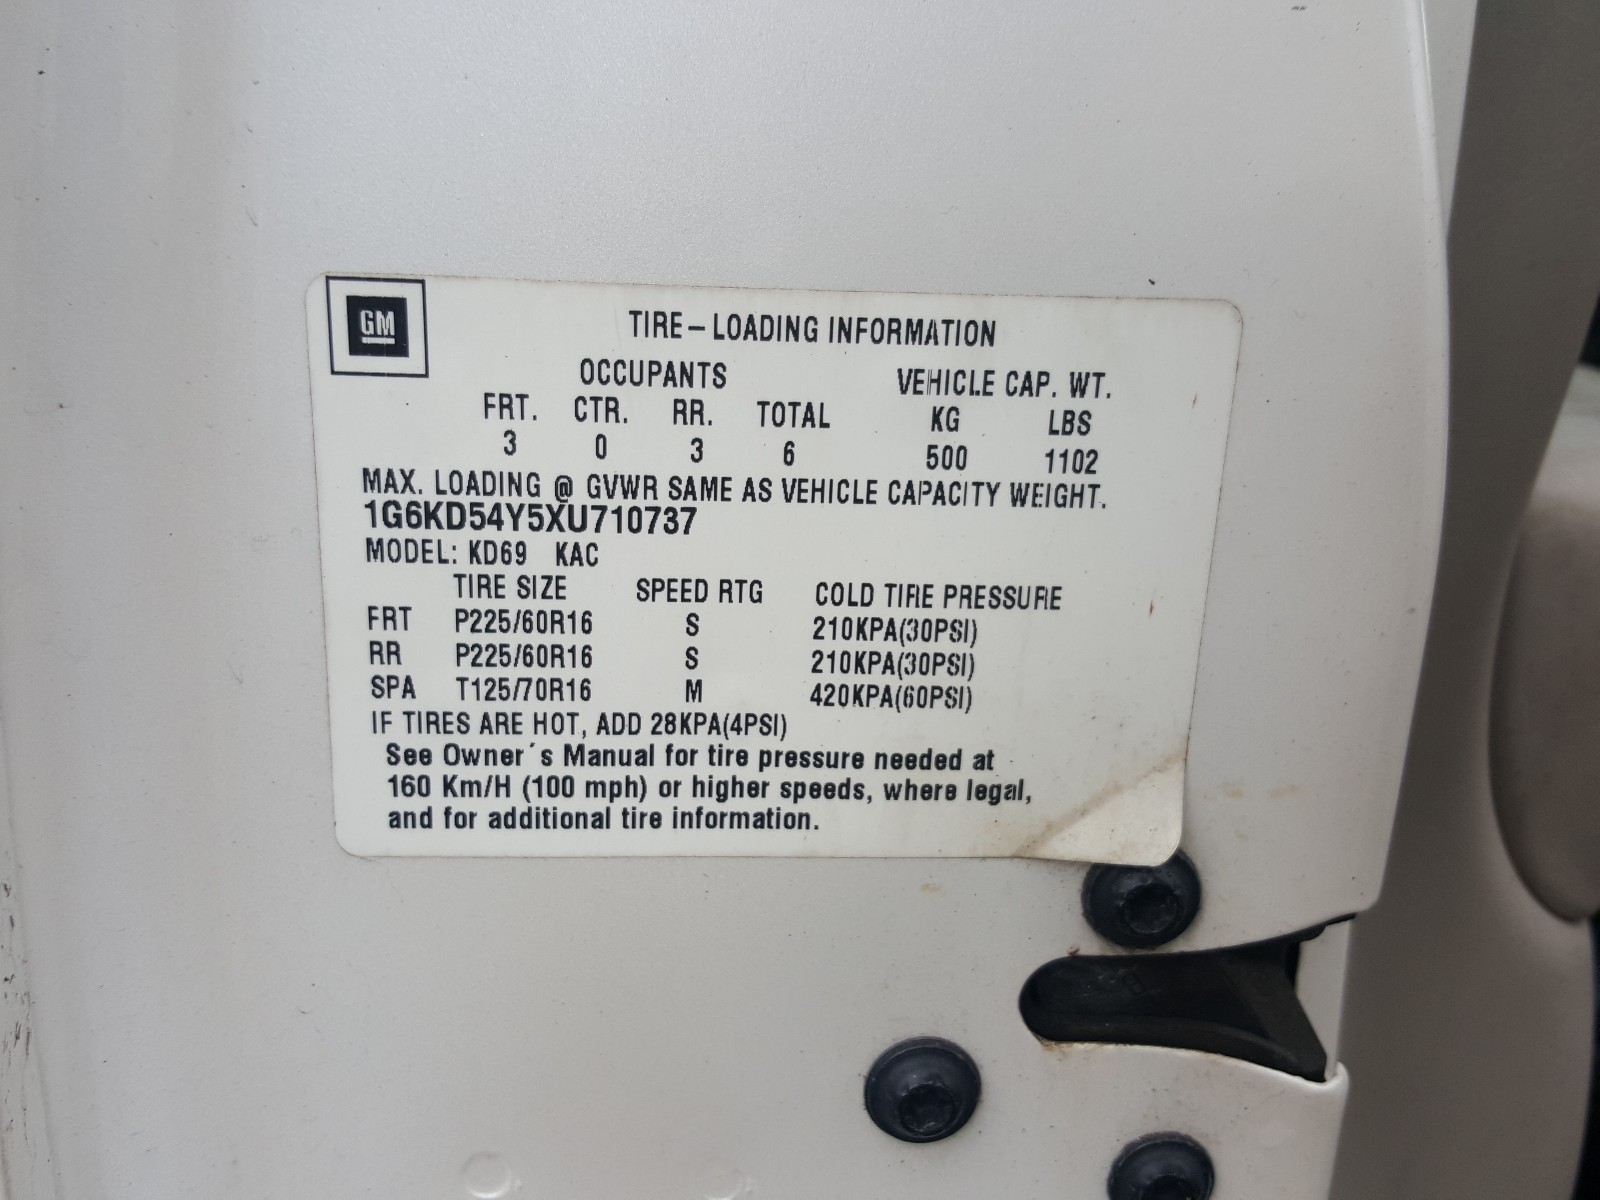 GM
TIRE–LOADING INFORMATION
OCCUPANTS VEHICLE CAP. WT.
FRT. CTR. RR. TOTAL KG LBS
3 0 3 6 500 1102
MAX. LOADING @ GVWR SAME AS VEHICLE CAPACITY WEIGHT.
1G6KD54Y5XU710737
MODEL: KD69 KAC
TIRE SIZE SPEED RTG COLD TIRE PRESSURE
FRT P225/60R16 S 210KPA(30PSI)
RR P225/60R16 S 210KPA(30PSI)
SPA T125/70R16 M 420KPA(60PSI)
IF TIRES ARE HOT, ADD 28KPA(4PSI)
See Owner´s Manual for tire pressure needed at
160 Km/H (100 mph) or higher speeds, where legal,
and for additional tire information.